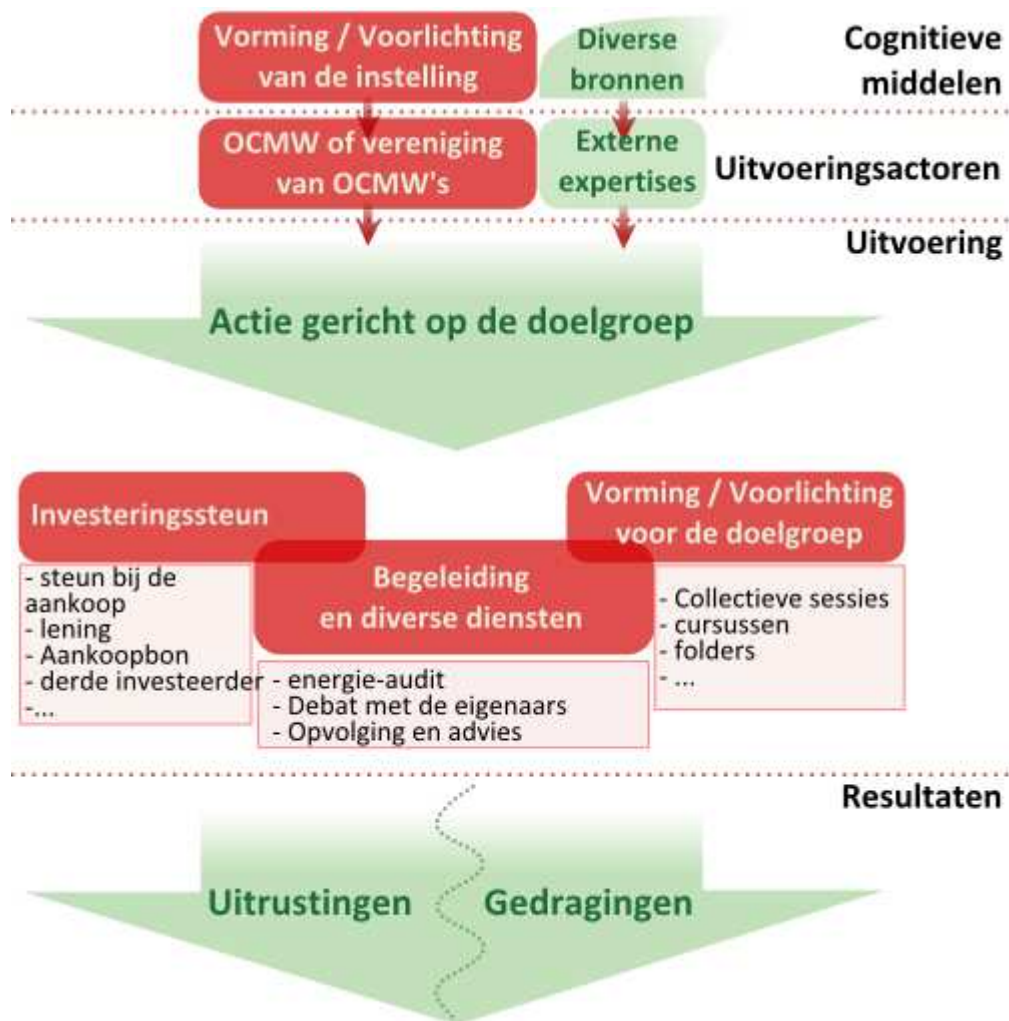 Vorming / Voorlichting
van de instelling
Diverse
bronnen
Cognitieve
middelen
OCMW of vereniging
van OCMW's
Externe
expertises
Uitvoeringsactoren
Uitvoering
Actie gericht op de doelgroep
Investeringssteun
- steun bij de
aankoop
- lening
- Aankoopbon
- derde investeerder
-...
Begeleiding
en diverse diensten
- energie-audit
- Debat met de eigenaars
- Opvolging en advies
Vorming / Voorlichting
voor de doelgroep
- Collectieve sessies
- cursussen
- folders
- ...
Resultaten
Uitrustingen
Gedragingen